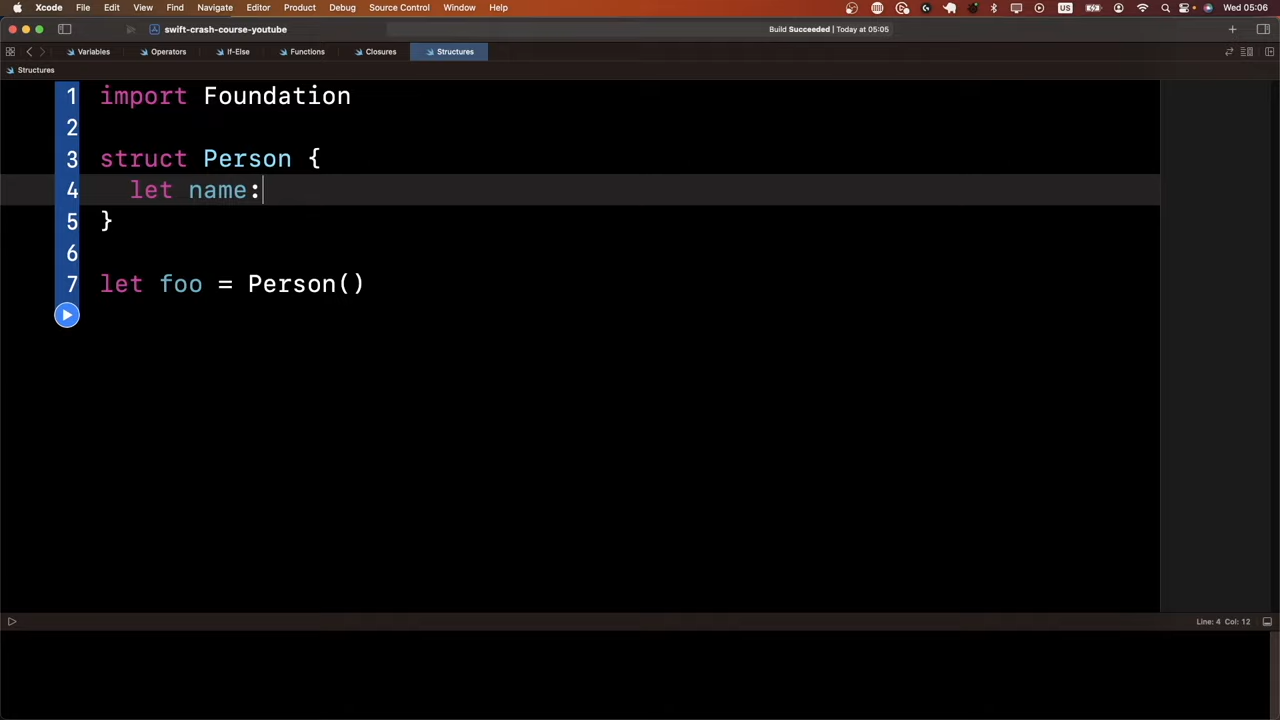 Xcode File Edit View Find Navigate Editor Product Debug Source Control Window Help US Wed 05:06
swift-crash-course-youtube Build Succeeded | Today at 05:05
Variables Operators If-Else Functions Closures Structures
Structures
1 import Foundation
2
3 struct Person {
4 let name:
5 }
6
7 let foo = Person()
Line: 4 Col: 12